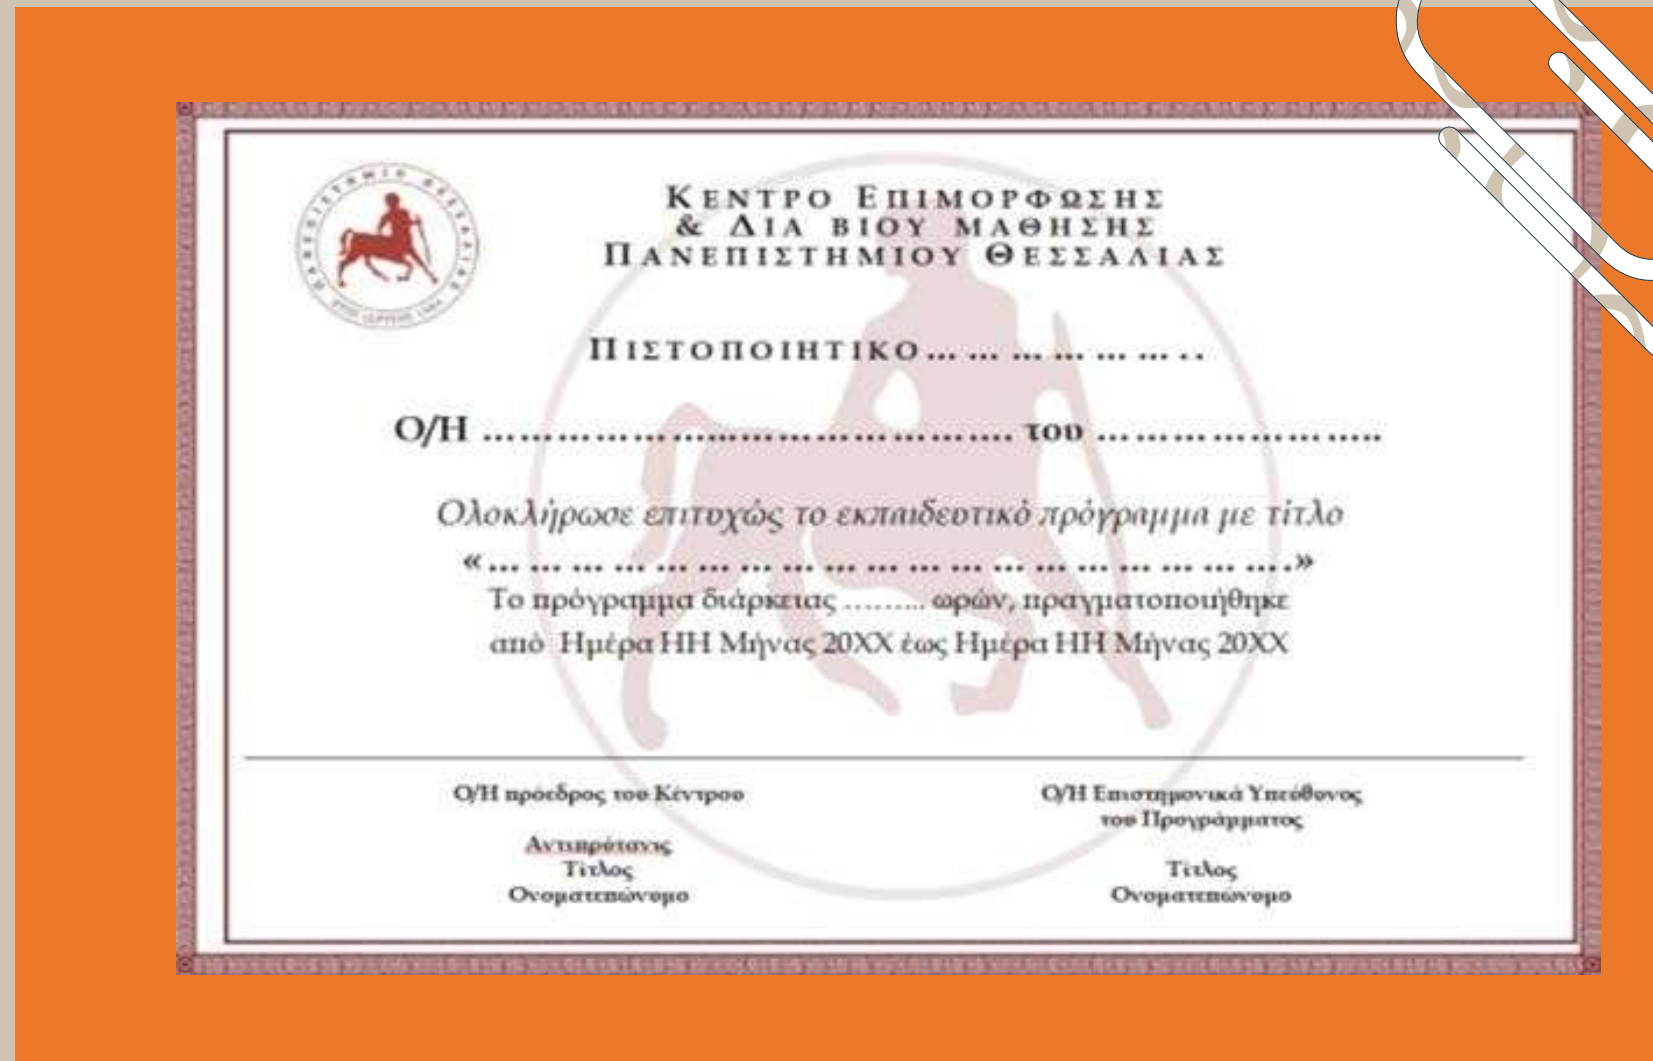 ΠΑΝΕΠΙΣΤΗΜΙΟ ΘΕΣΣΑΛΙΑΣ
ΚΕΝΤΡΟ ΕΠΙΜΟΡΦΩΣΗΣ
& ΔΙΑ ΒΙΟΥ ΜΑΘΗΣΗΣ
ΠΑΝΕΠΙΣΤΗΜΙΟΥ ΘΕΣΣΑΛΙΑΣ
ΠΙΣΤΟΠΟΙΗΤΙΚΟ… … … … … … . .
Ο/Η ……………………………………. του ………………….
Ολοκλήρωσε επιτυχώς το εκπαιδευτικό πρόγραμμα με τίτλο
«… … … … … … … … … … … … … … … … … … ….»
Το πρόγραμμα διάρκειας ……… ωρών, πραγματοποιήθηκε
από Ημέρα ΗΗ Μήνας 20ΧΧ έως Ημέρα ΗΗ Μήνας 20ΧΧ
Ο/Η πρόεδρος του Κέντρου
Αντιπρύτανις
Τίτλος
Ονοματεπώνυμο
Ο/Η Επιστημονικά Υπεύθυνος
του Προγράμματος
Τίτλος
Ονοματεπώνυμο